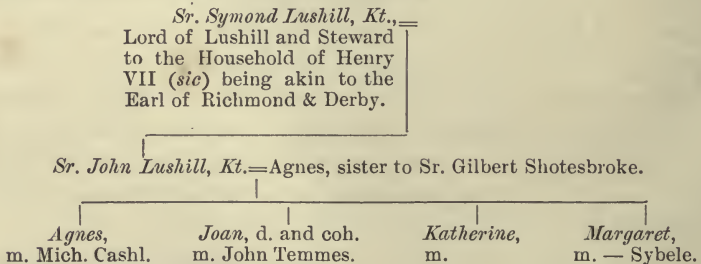 Sr. Symond Lushill, Kt.,=
Lord of Lushill and Steward
to the Household of Henry
VII (sic) being akin to the
Earl of Richmond & Derby.
Sr. John Lushill, Kt.=Agnes, sister to Sr. Gilbert Shotesbroke.
Agnes, Joan, d. and coh. Katherine, Margaret,
m. Mich. Cashl. m. John Temmes. m. m. — Sybele.